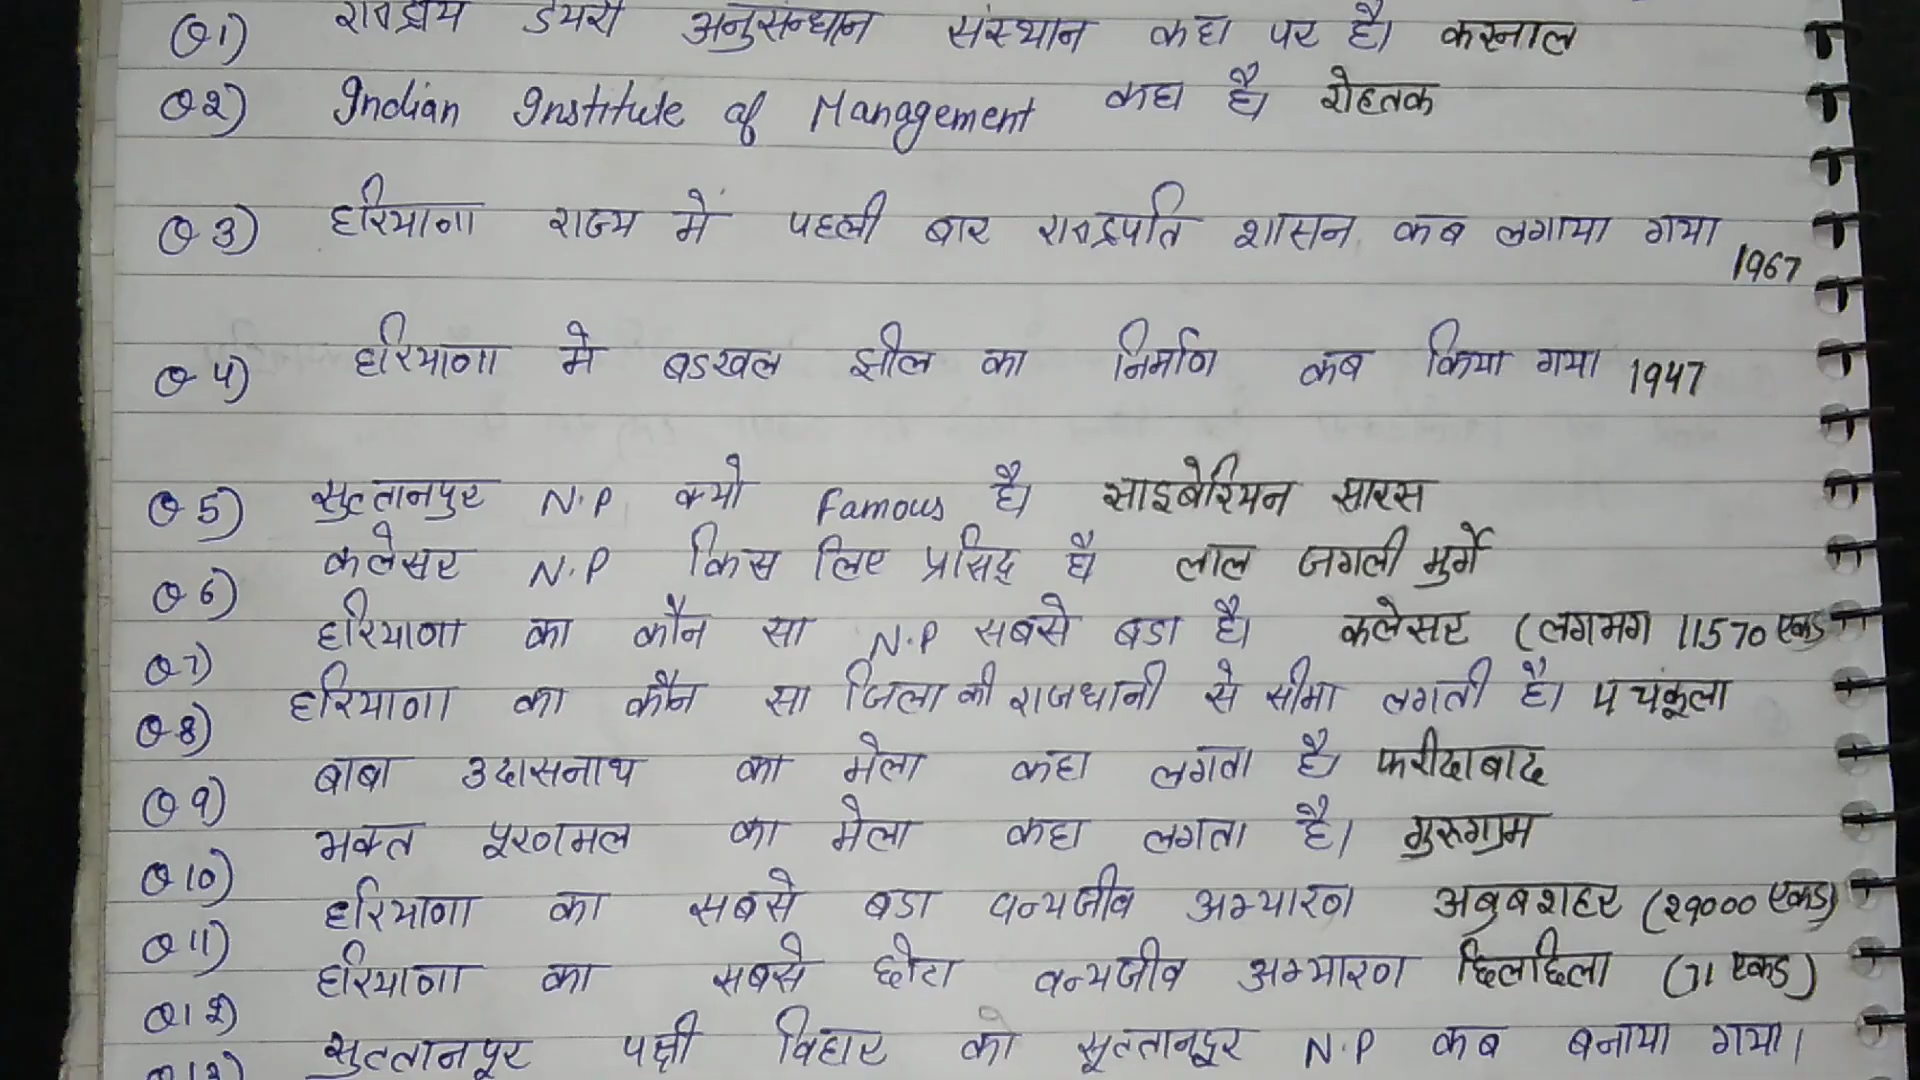 Q1) राष्ट्रीय डेयरी अनुसन्धान संस्थान कहा पर है। करनाल
Q2) Indian Institute of Management कहा है। रोहतक
Q3) हरियाणा राज्य में पहली बार राष्ट्रपति शासन कब लगाया गया 1967
Q4) हरियाणा मे बडखल झील का निर्माण कब किया गया 1947
Q5) सुल्तानपुर N.P क्यो Famous है। साइबेरियन सारस
Q6) कलेसर N.P किस लिए प्रसिद्ध है लाल जगली मुर्गे
Q7) हरियाणा का कौन सा N.P सबसे बडा है। कलेसर (लगभग 11570 एकड
Q8) हरियाणा का कौन सा जिला की राजधानी से सीमा लगती है। पचंकूला
Q9) बाबा उदासनाथ का मेला कहा लगता है। फरीदाबाद
Q10) भक्त पूरणमल का मेला कहा लगता है। गुरुग्राम
Q11) हरियाणा का सबसे बडा वन्यजीव अभ्यारण अबुबशहर (29000 एकड)
Q12) हरियाणा का सबसे छोटा वन्यजीव अभ्यारण छिलछिला (71 एकड)
Q13) सुल्तानपूर पक्षी विहार को सूल्तानपूर N.P कब बनाया गया।